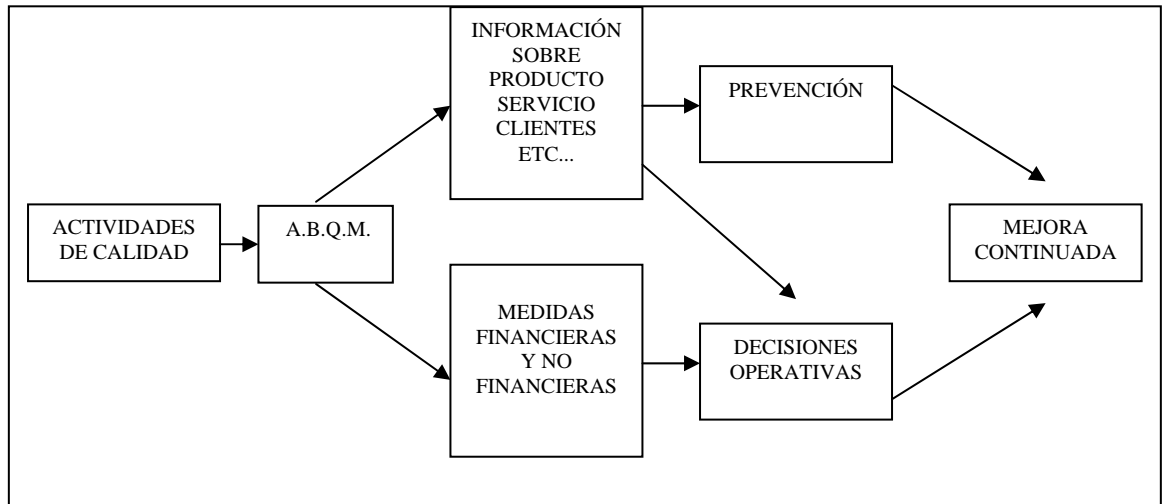 ACTIVIDADES
DE CALIDAD
A.B.Q.M.
INFORMACIÓN
SOBRE
PRODUCTO
SERVICIO
CLIENTES
ETC...
MEDIDAS
FINANCIERAS
Y NO
FINANCIERAS
PREVENCIÓN
DECISIONES
OPERATIVAS
MEJORA
CONTINUADA